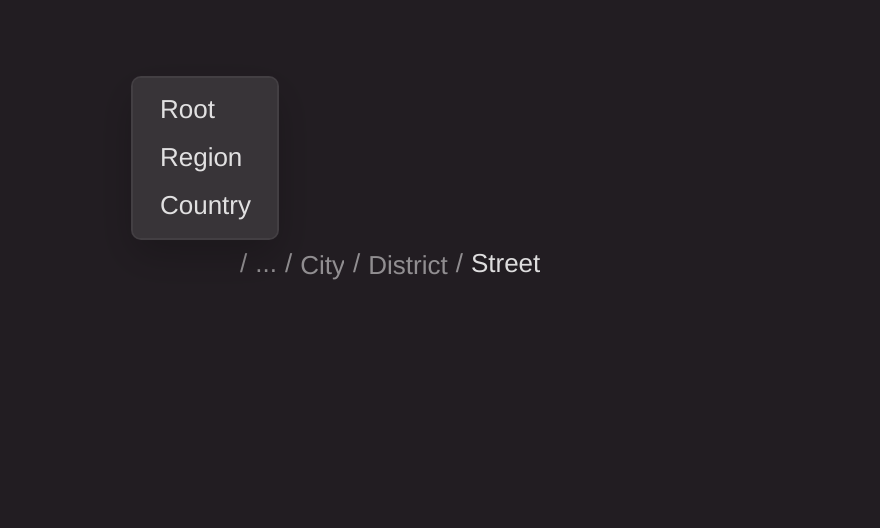 Root
Region
Country
/ ... / City / District / Street